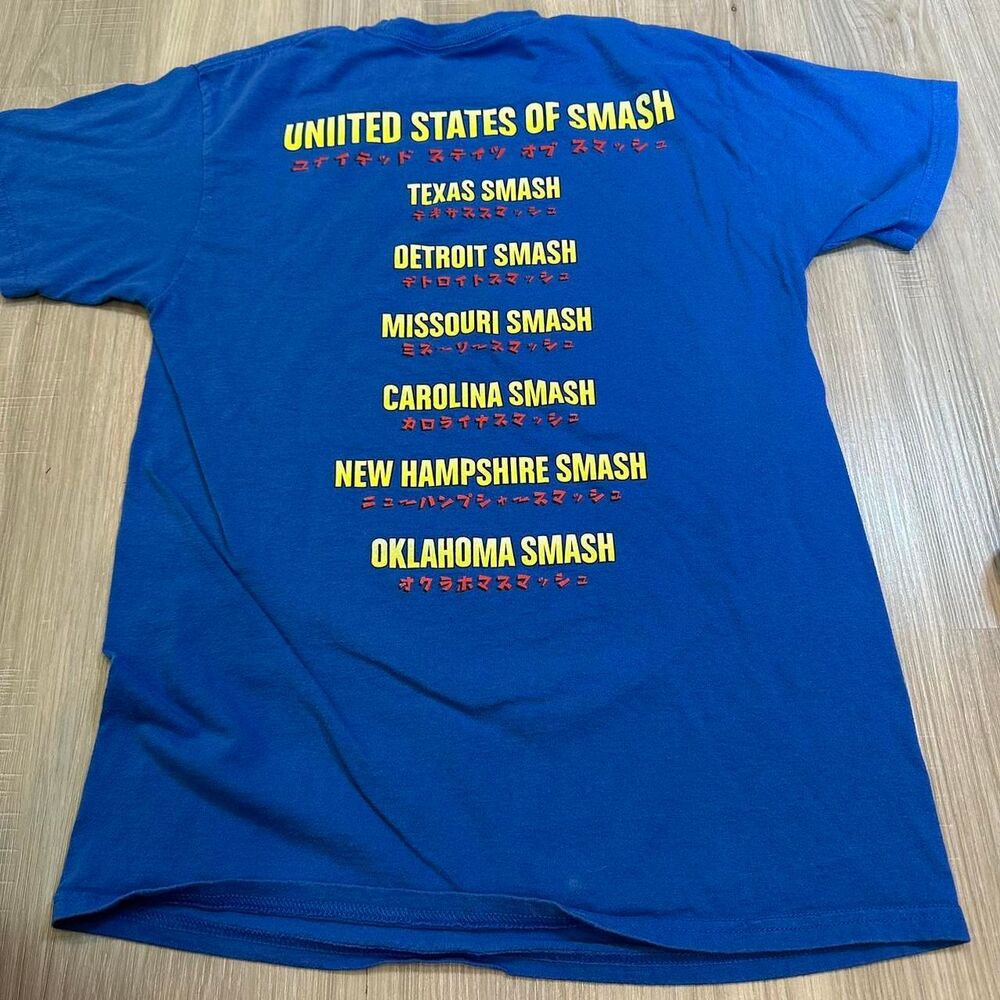 UNIITED STATES OF SMASH
ユナイテッド ステイツ オブ スマッシュ
TEXAS SMASH
テキサススマッシュ
DETROIT SMASH
デトロイトスマッシュ
MISSOURI SMASH
ミズーリースマッシュ
CAROLINA SMASH
カロライナスマッシュ
NEW HAMPSHIRE SMASH
ニューハンプシャースマッシュ
OKLAHOMA SMASH
オクラホマスマッシュ